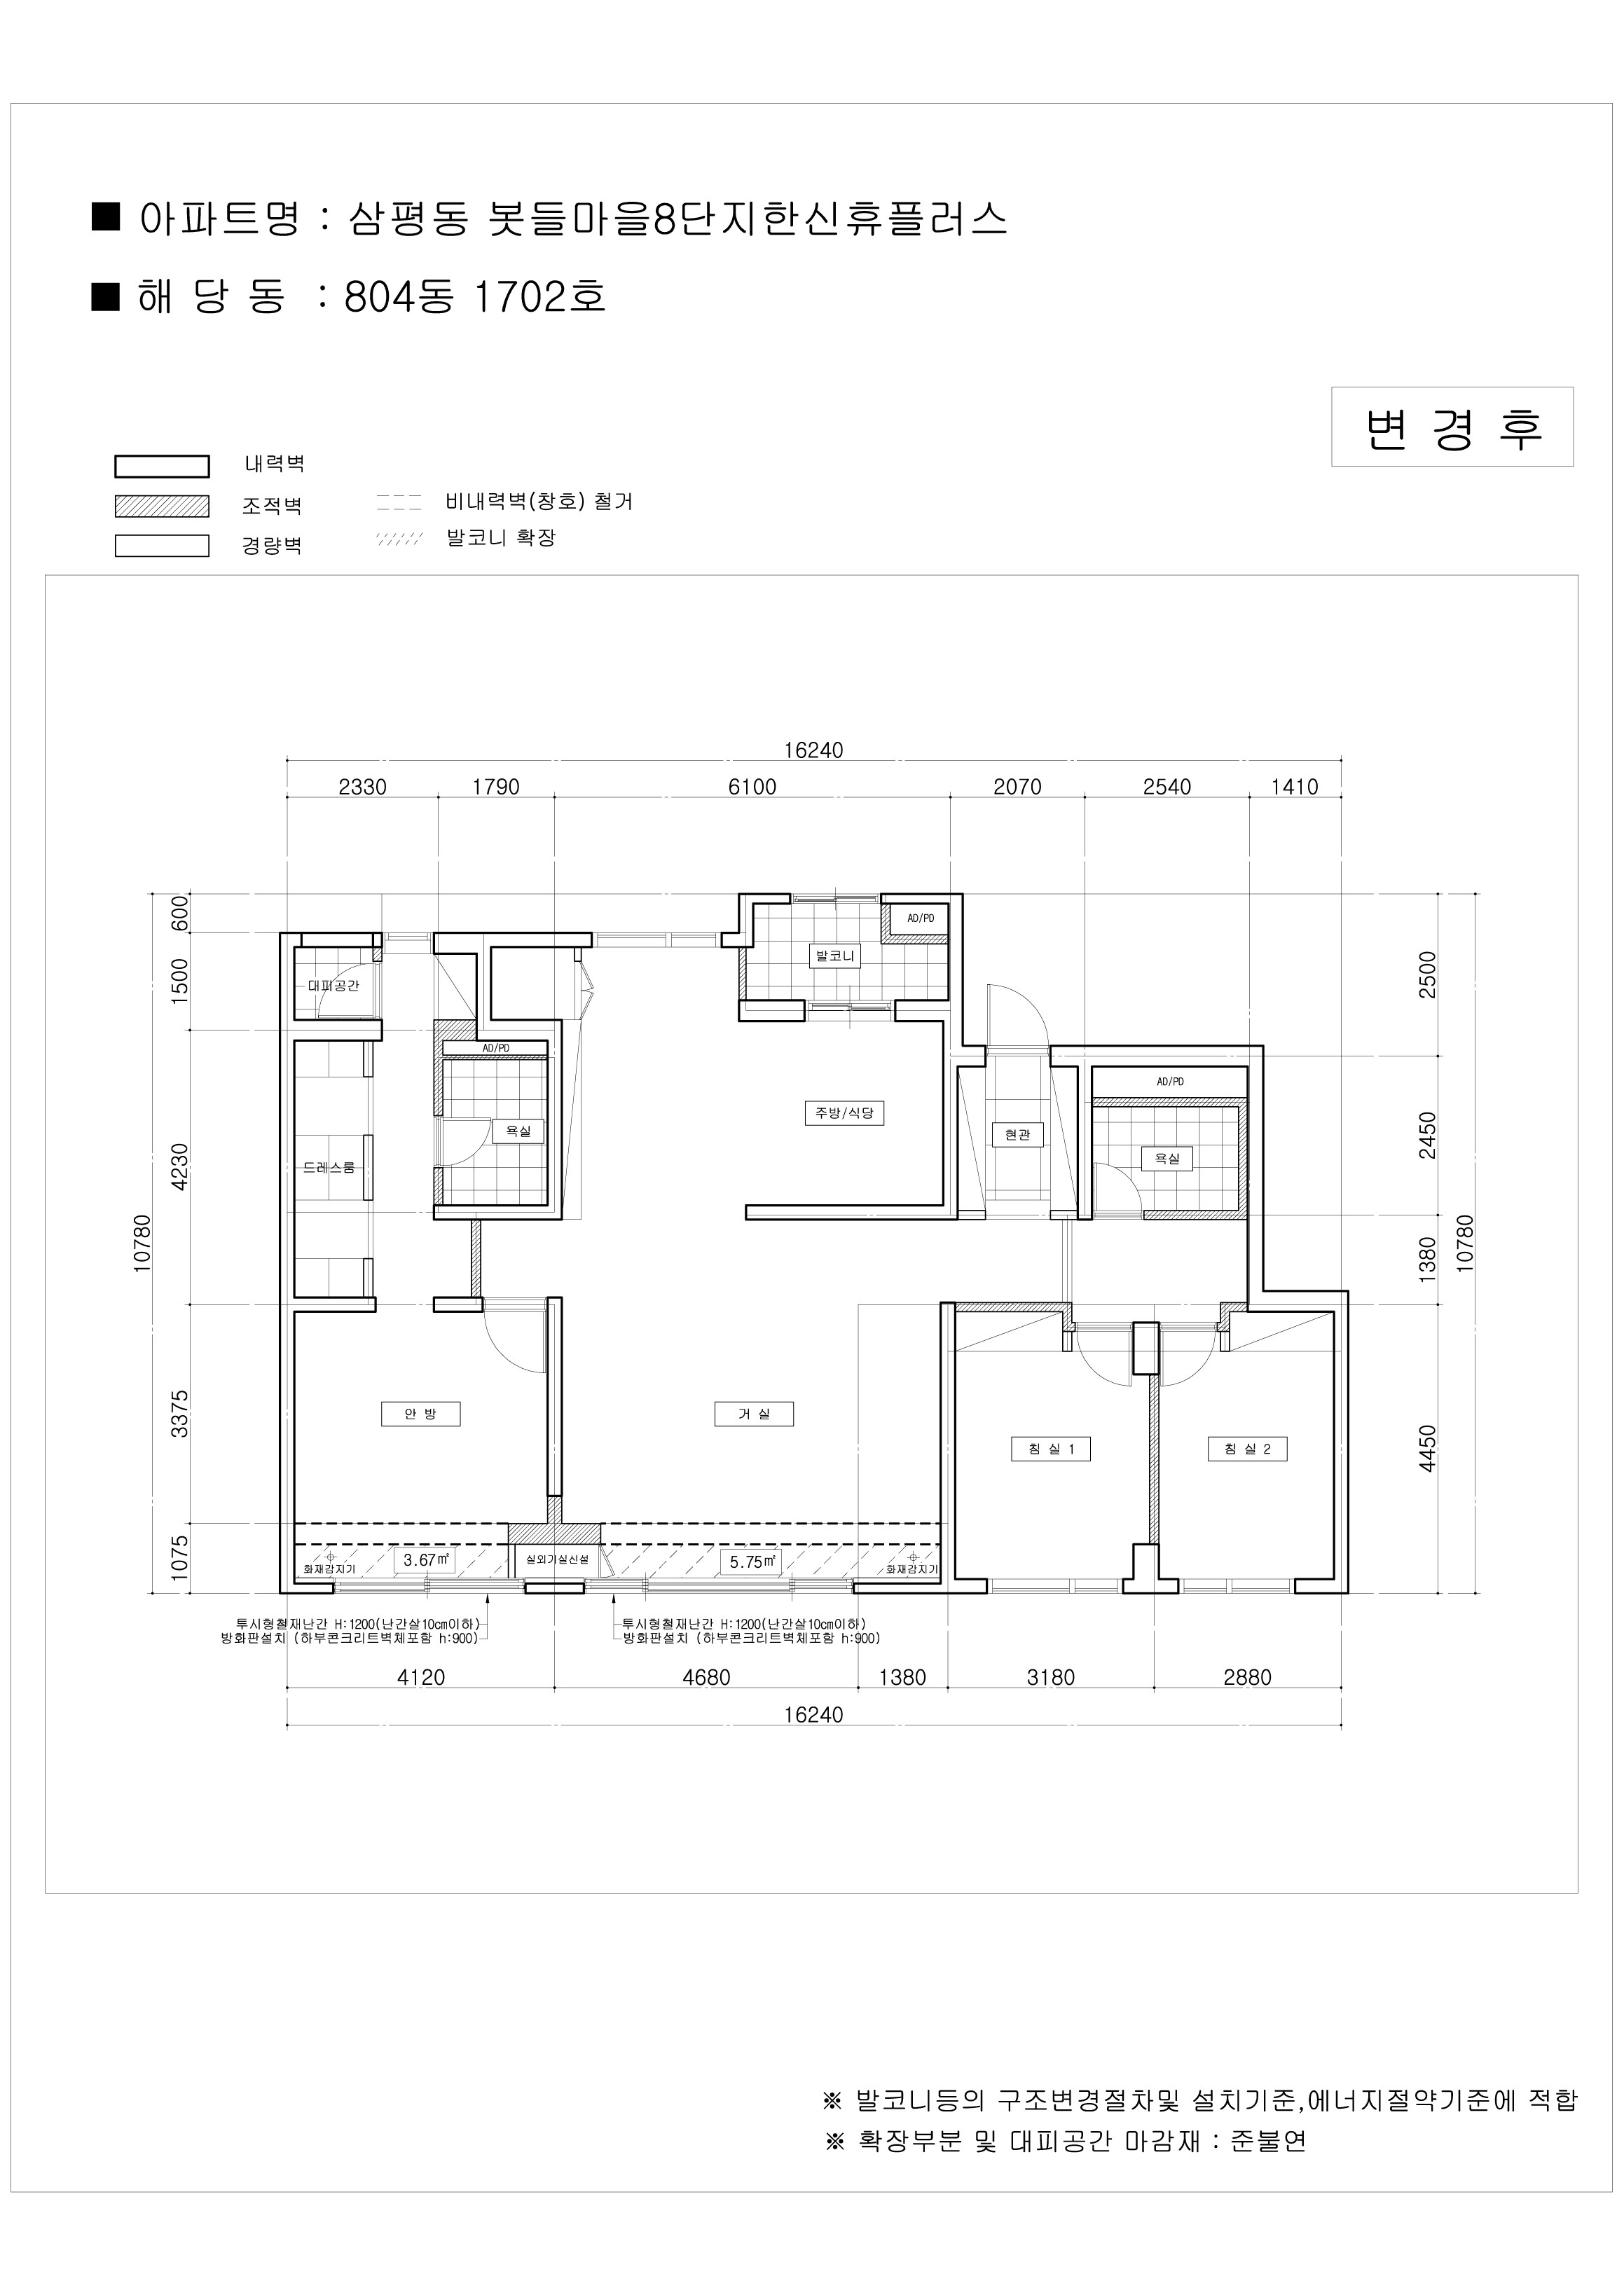 ■ 아파트명 : 삼평동 봇들마을8단지한신휴플러스
■ 해 당 동 : 804동 1702호
변 경 후
내력벽
조적벽
비내력벽(창호) 철거
경량벽
발코니 확장
16240
2330 1790 6100 2070 2540 1410
600
1500
4230
3375
1075
10780
2500
2450
1380
4450
10780
AD/PD
발코니
대피공간
AD/PD
AD/PD
주방/식당
욕실
현관
욕실
드레스룸
안 방
거 실
침 실 1
침 실 2
3.67㎡
실외기실신설
5.75㎡
화재감지기
화재감지기
투시형철재난간 H:1200(난간살10cm이하)
방화판설치 (하부콘크리트벽체포함 h:900)
투시형철재난간 H:1200(난간살10cm이하)
방화판설치 (하부콘크리트벽체포함 h:900)
4120 4680 1380 3180 2880
16240
※ 발코니등의 구조변경절차및 설치기준,에너지절약기준에 적합
※ 확장부분 및 대피공간 마감재 : 준불연